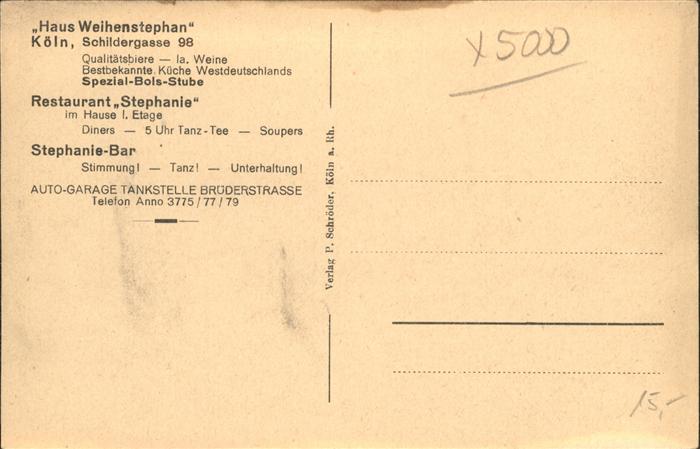 „Haus Weihenstephan“
Köln, Schildergasse 98
Qualitätsbiere — Ia. Weine
Bestbekannte Küche Westdeutschlands
Spezial-Bols-Stube
Restaurant „Stephanie“
im Hause I. Etage
Diners — 5 Uhr Tanz-Tee — Soupers
Stephanie-Bar
Stimmung! — Tanz! — Unterhaltung!
AUTO-GARAGE TANKSTELLE BRÜDERSTRASSE
Telefon Anno 3775/77/79
Verlag P. Schröder, Köln a. Rh.
x5000
15,-